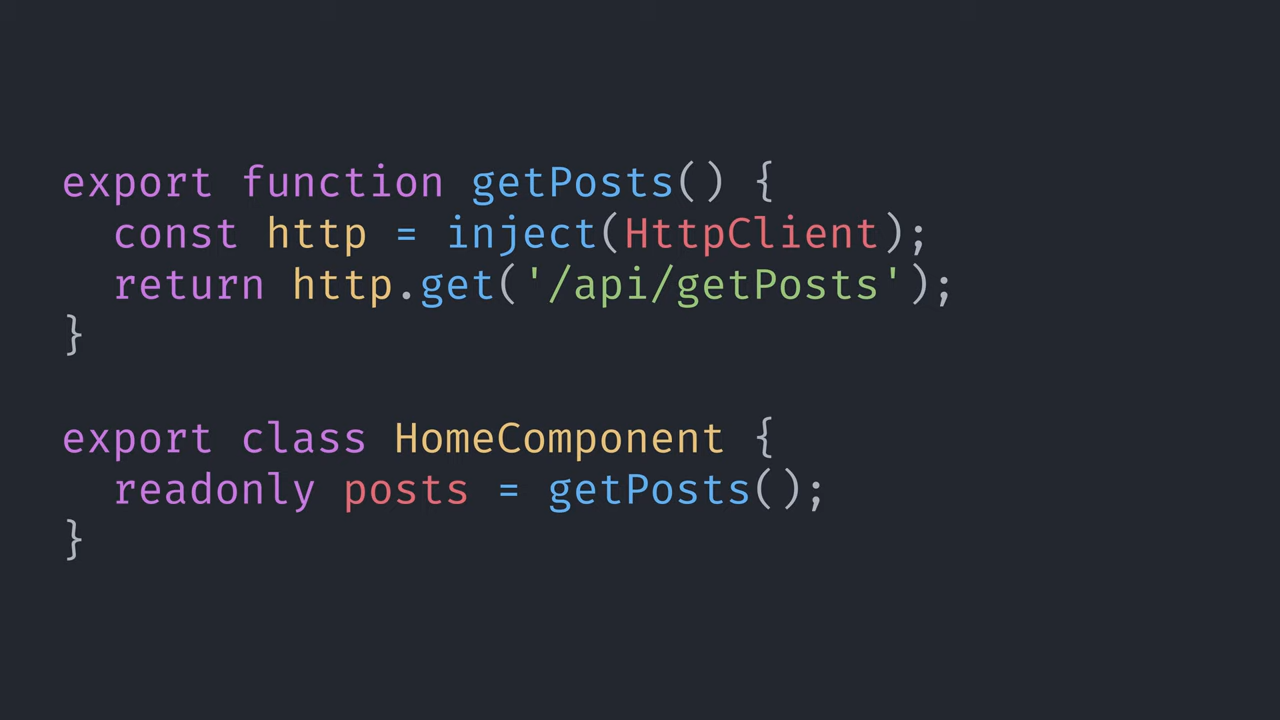 export function getPosts() {
  const http = inject(HttpClient);
  return http.get('/api/getPosts');
}

export class HomeComponent {
  readonly posts = getPosts();
}